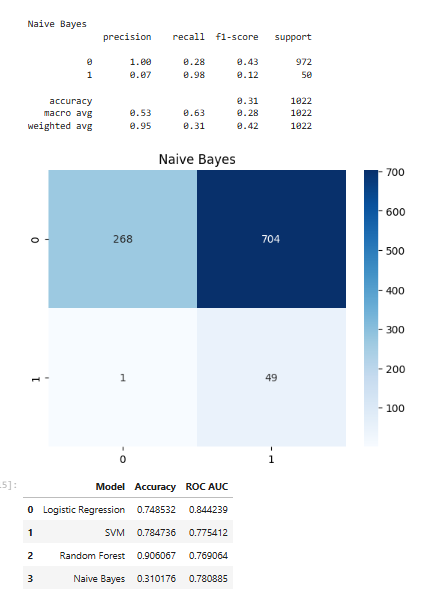 Naive Bayes
precision recall f1-score support
0 1.00 0.28 0.43 972
1 0.07 0.98 0.12 50
accuracy 0.31 1022
macro avg 0.53 0.63 0.28 1022
weighted avg 0.95 0.31 0.42 1022
Naive Bayes
700
600
500
400
300
200
100
0 268 704
1 1 49
0 1
5]:
Model Accuracy ROC AUC
0 Logistic Regression 0.748532 0.844239
1 SVM 0.784736 0.775412
2 Random Forest 0.906067 0.769064
3 Naive Bayes 0.310176 0.780885